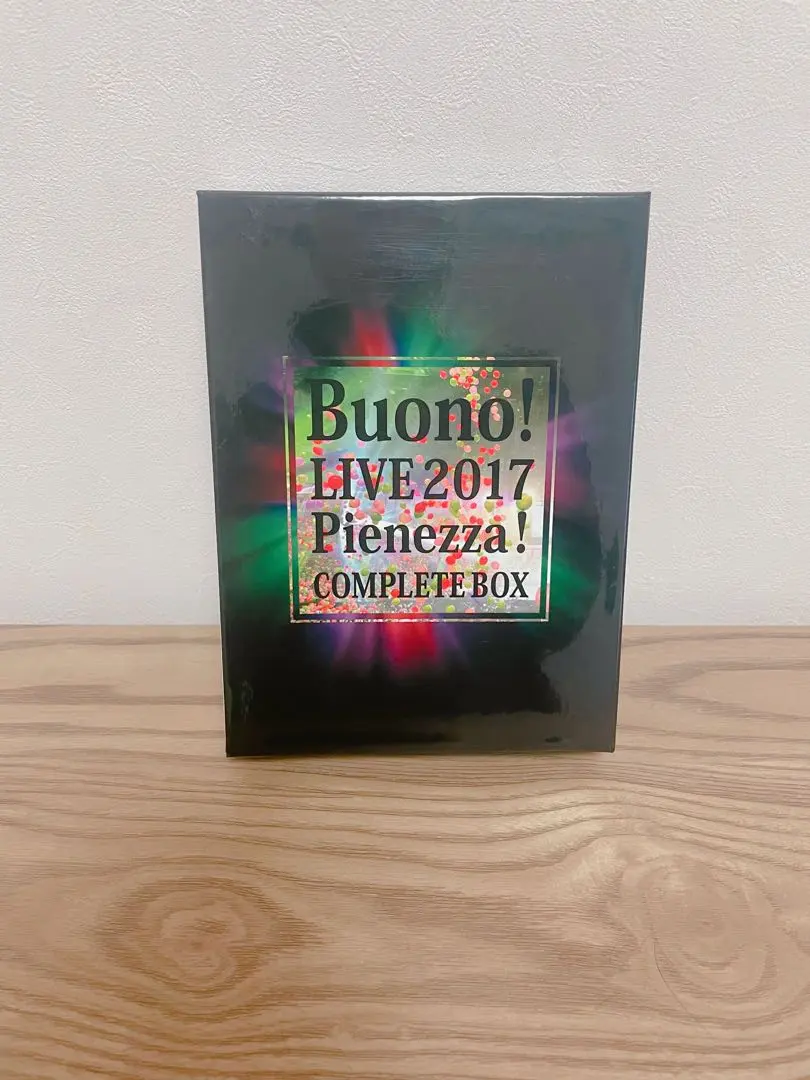 Buono!
LIVE 2017
Pienezza!
COMPLETE BOX